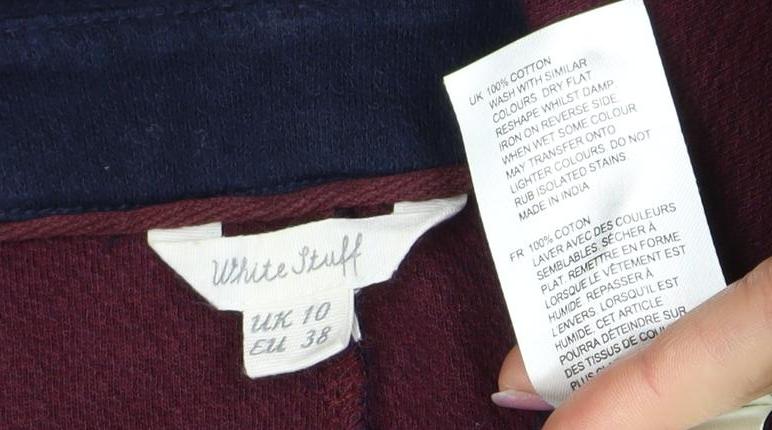 White Stuff
UK 10
EU 38
UK 100% COTTON
WASH WITH SIMILAR
COLOURS DRY FLAT
RESHAPE WHILST DAMP
IRON ON REVERSE SIDE
WHEN WET SOME COLOUR
MAY TRANSFER ONTO
LIGHTER COLOURS DO NOT
RUB ISOLATED STAINS
MADE IN INDIA
FR 100% COTON
LAVER AVEC DES COULEURS
SEMBLABLES. SÉCHER À
PLAT. REMETTRE EN FORME
LORSQUE LE VÊTEMENT EST
HUMIDE REPASSER À
L'ENVERS. LORSQU'IL EST
HUMIDE, CET ARTICLE
POURRA DÉTEINDRE SUR
DES TISSUS DE
PLUS